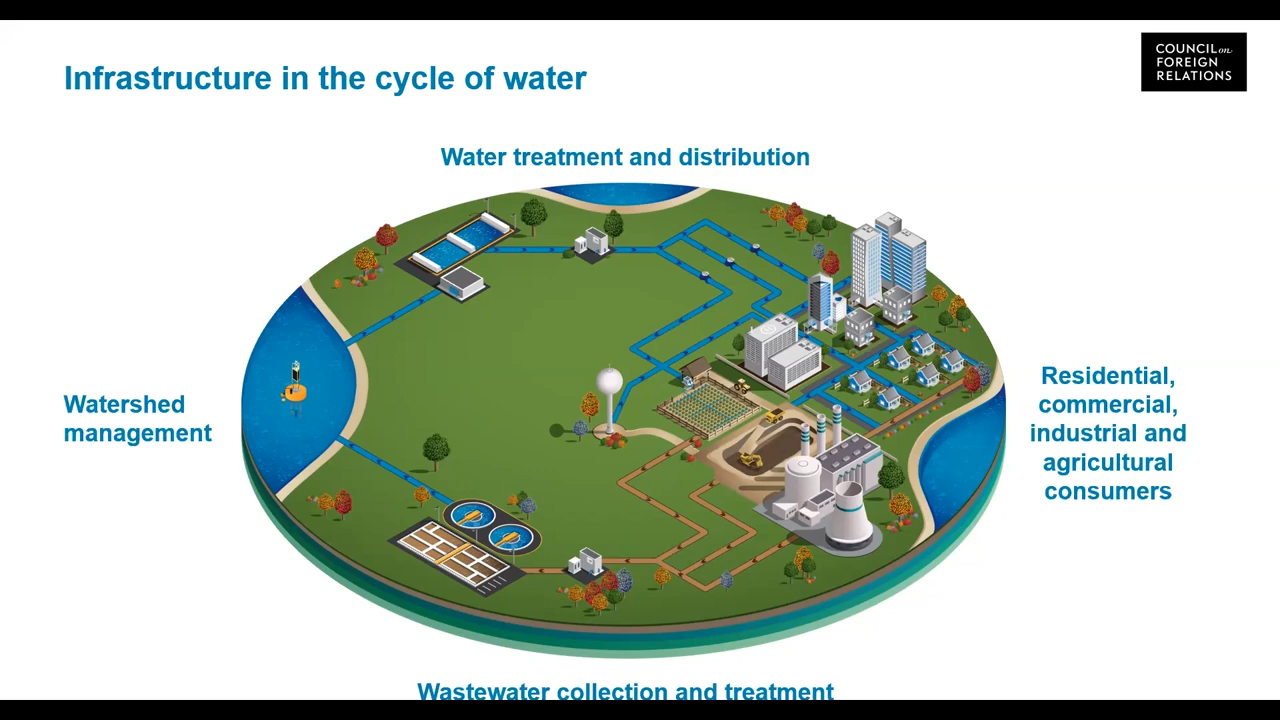 COUNCIL on
FOREIGN
RELATIONS
Infrastructure in the cycle of water
Water treatment and distribution
Watershed
management
Residential,
commercial,
industrial and
agricultural
consumers
Wastewater collection and treatment